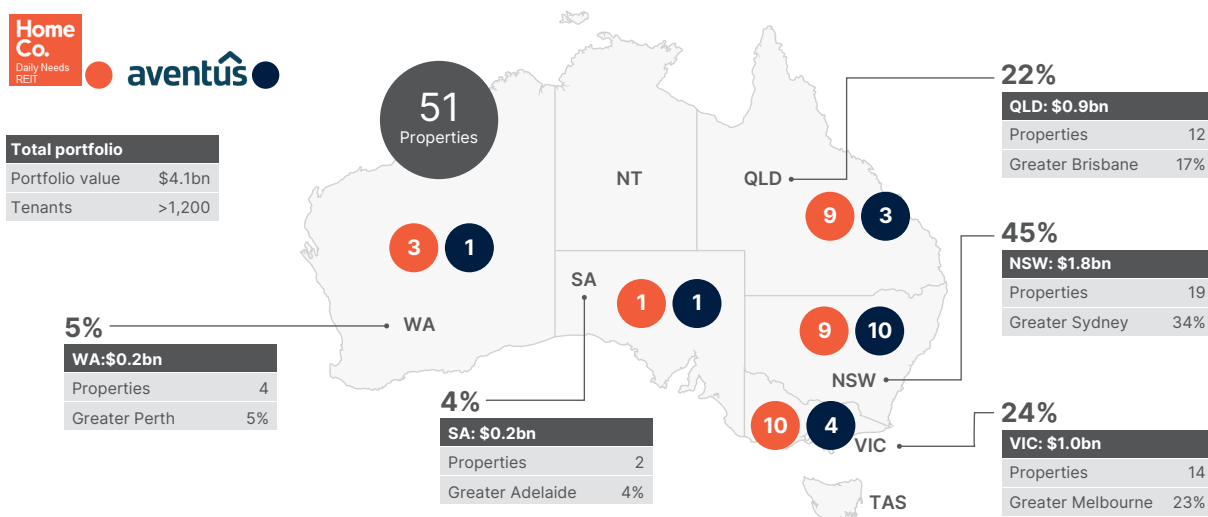 Home
Co.
Daily Needs
REIT
aventus
51
Properties
Total portfolio
Portfolio value $4.1bn
Tenants >1,200
NT
QLD
9 3
22%
QLD: $0.9bn
Properties 12
Greater Brisbane 17%
3 1
WA
SA
1 1
9 10
NSW
45%
NSW: $1.8bn
Properties 19
Greater Sydney 34%
5%
WA:$0.2bn
Properties 4
Greater Perth 5%
4%
SA: $0.2bn
Properties 2
Greater Adelaide 4%
10 4
VIC
24%
VIC: $1.0bn
Properties 14
Greater Melbourne 23%
TAS